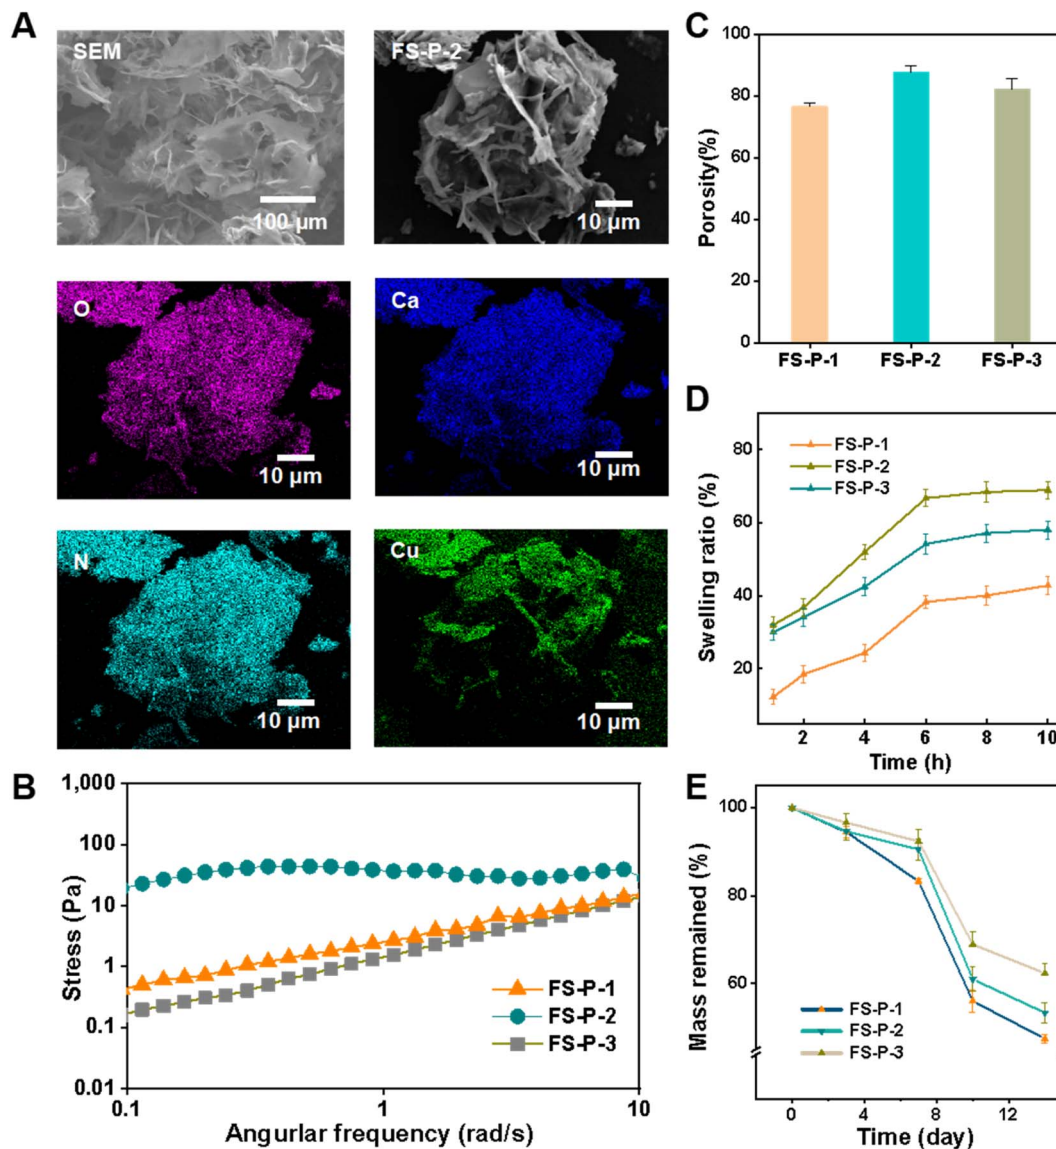 A
SEM
100 µm
FS-P-2
10 µm
O
10 µm
Ca
10 µm
N
10 µm
Cu
10 µm
B
Stress (Pa)
1,000
100
10
1
0.1
0.01
FS-P-1
FS-P-2
FS-P-3
0.1
1
10
Angurlar frequency (rad/s)
C
Porosity(%)
100
80
60
40
80
20
0
FS-P-1
FS-P-2
FS-P-3
D
Swelling ratio (%)
80
60
40
20
FS-P-1
FS-P-2
FS-P-3
2
4
6
8
10
Time (h)
E
Mass remained (%)
100
80
60
FS-P-1
FS-P-2
FS-P-3
0
4
8
12
Time (day)